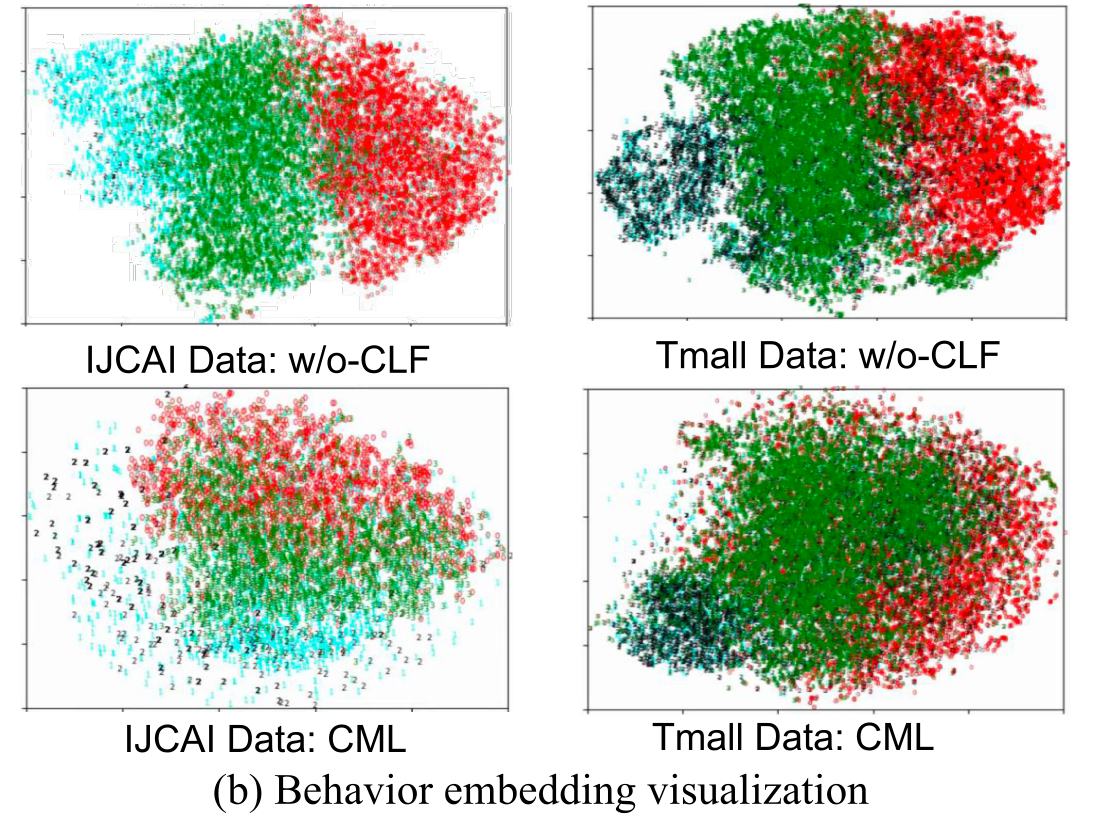 IJCAI Data: w/o-CLF
Tmall Data: w/o-CLF
IJCAI Data: CML
Tmall Data: CML
(b) Behavior embedding visualization